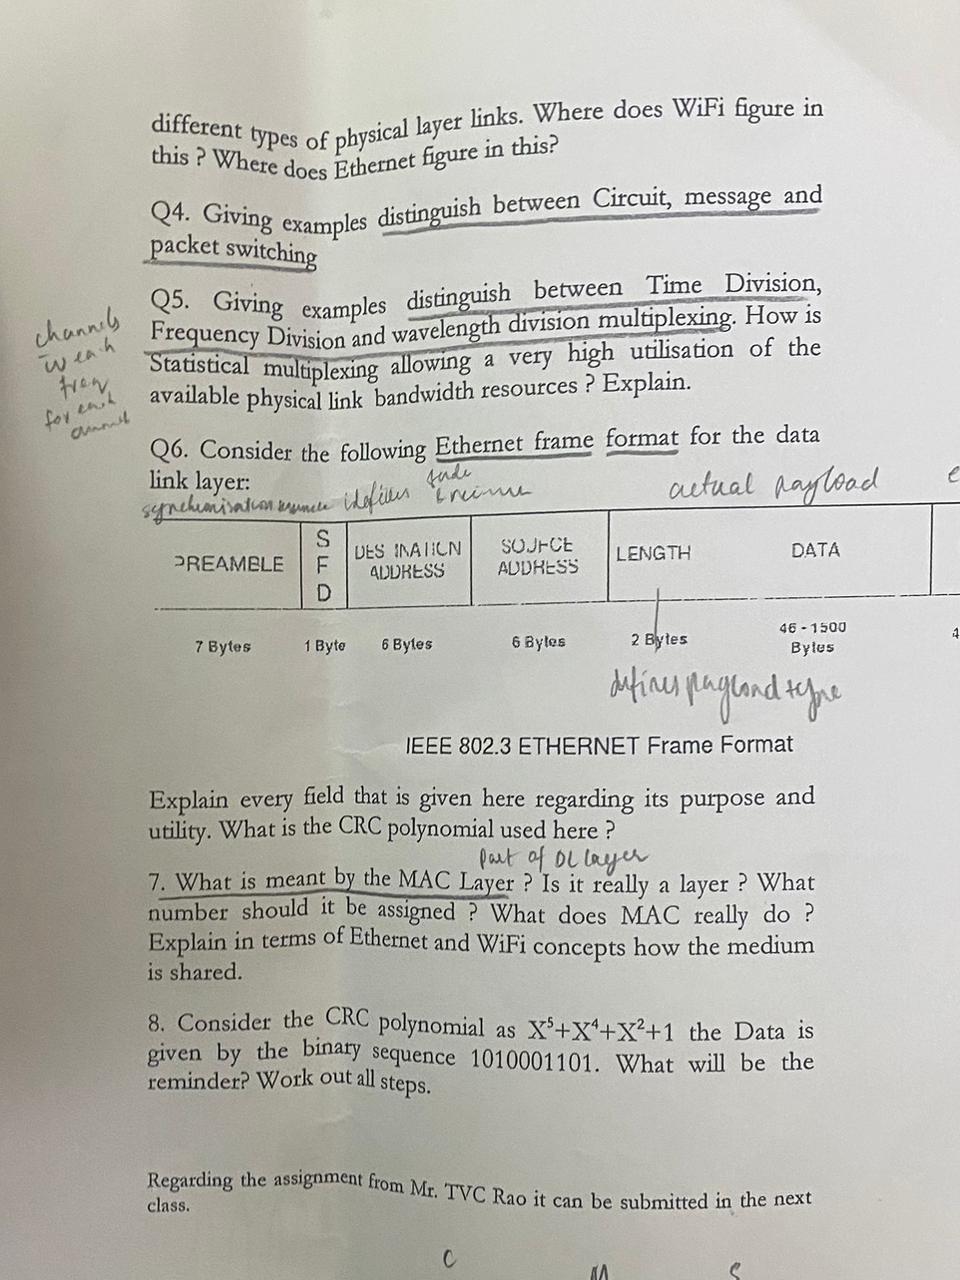 different types of physical layer links. Where does WiFi figure in
this ? Where does Ethernet figure in this?
Q4. Giving examples distinguish between Circuit, message and
packet switching
Q5. Giving examples distinguish between Time Division,
Frequency Division and wavelength division multiplexing. How is
Statistical multiplexing allowing a very high utilisation of the
available physical link bandwidth resources ? Explain.
channels
w each
freq
for each
channel
Q6. Consider the following Ethernet frame format for the data
link layer:
synchronisation
actual payload
PREAMBLE
S
F
D
DESTINATION
ADDRESS
SOURCE
ADDRESS
LENGTH
DATA
7 Bytes
1 Byte
6 Bytes
6 Bytes
2 Bytes
46 - 1500
Bytes
4
defines payload type
IEEE 802.3 ETHERNET Frame Format
Explain every field that is given here regarding its purpose and
utility. What is the CRC polynomial used here ?
part of DL layer
7. What is meant by the MAC Layer ? Is it really a layer ? What
number should it be assigned ? What does MAC really do ?
Explain in terms of Ethernet and WiFi concepts how the medium
is shared.
8. Consider the CRC polynomial as X⁵+X⁴+X²+1 the Data is
given by the binary sequence 1010001101. What will be the
reminder? Work out all steps.
Regarding the assignment from Mr. TVC Rao it can be submitted in the next
class.